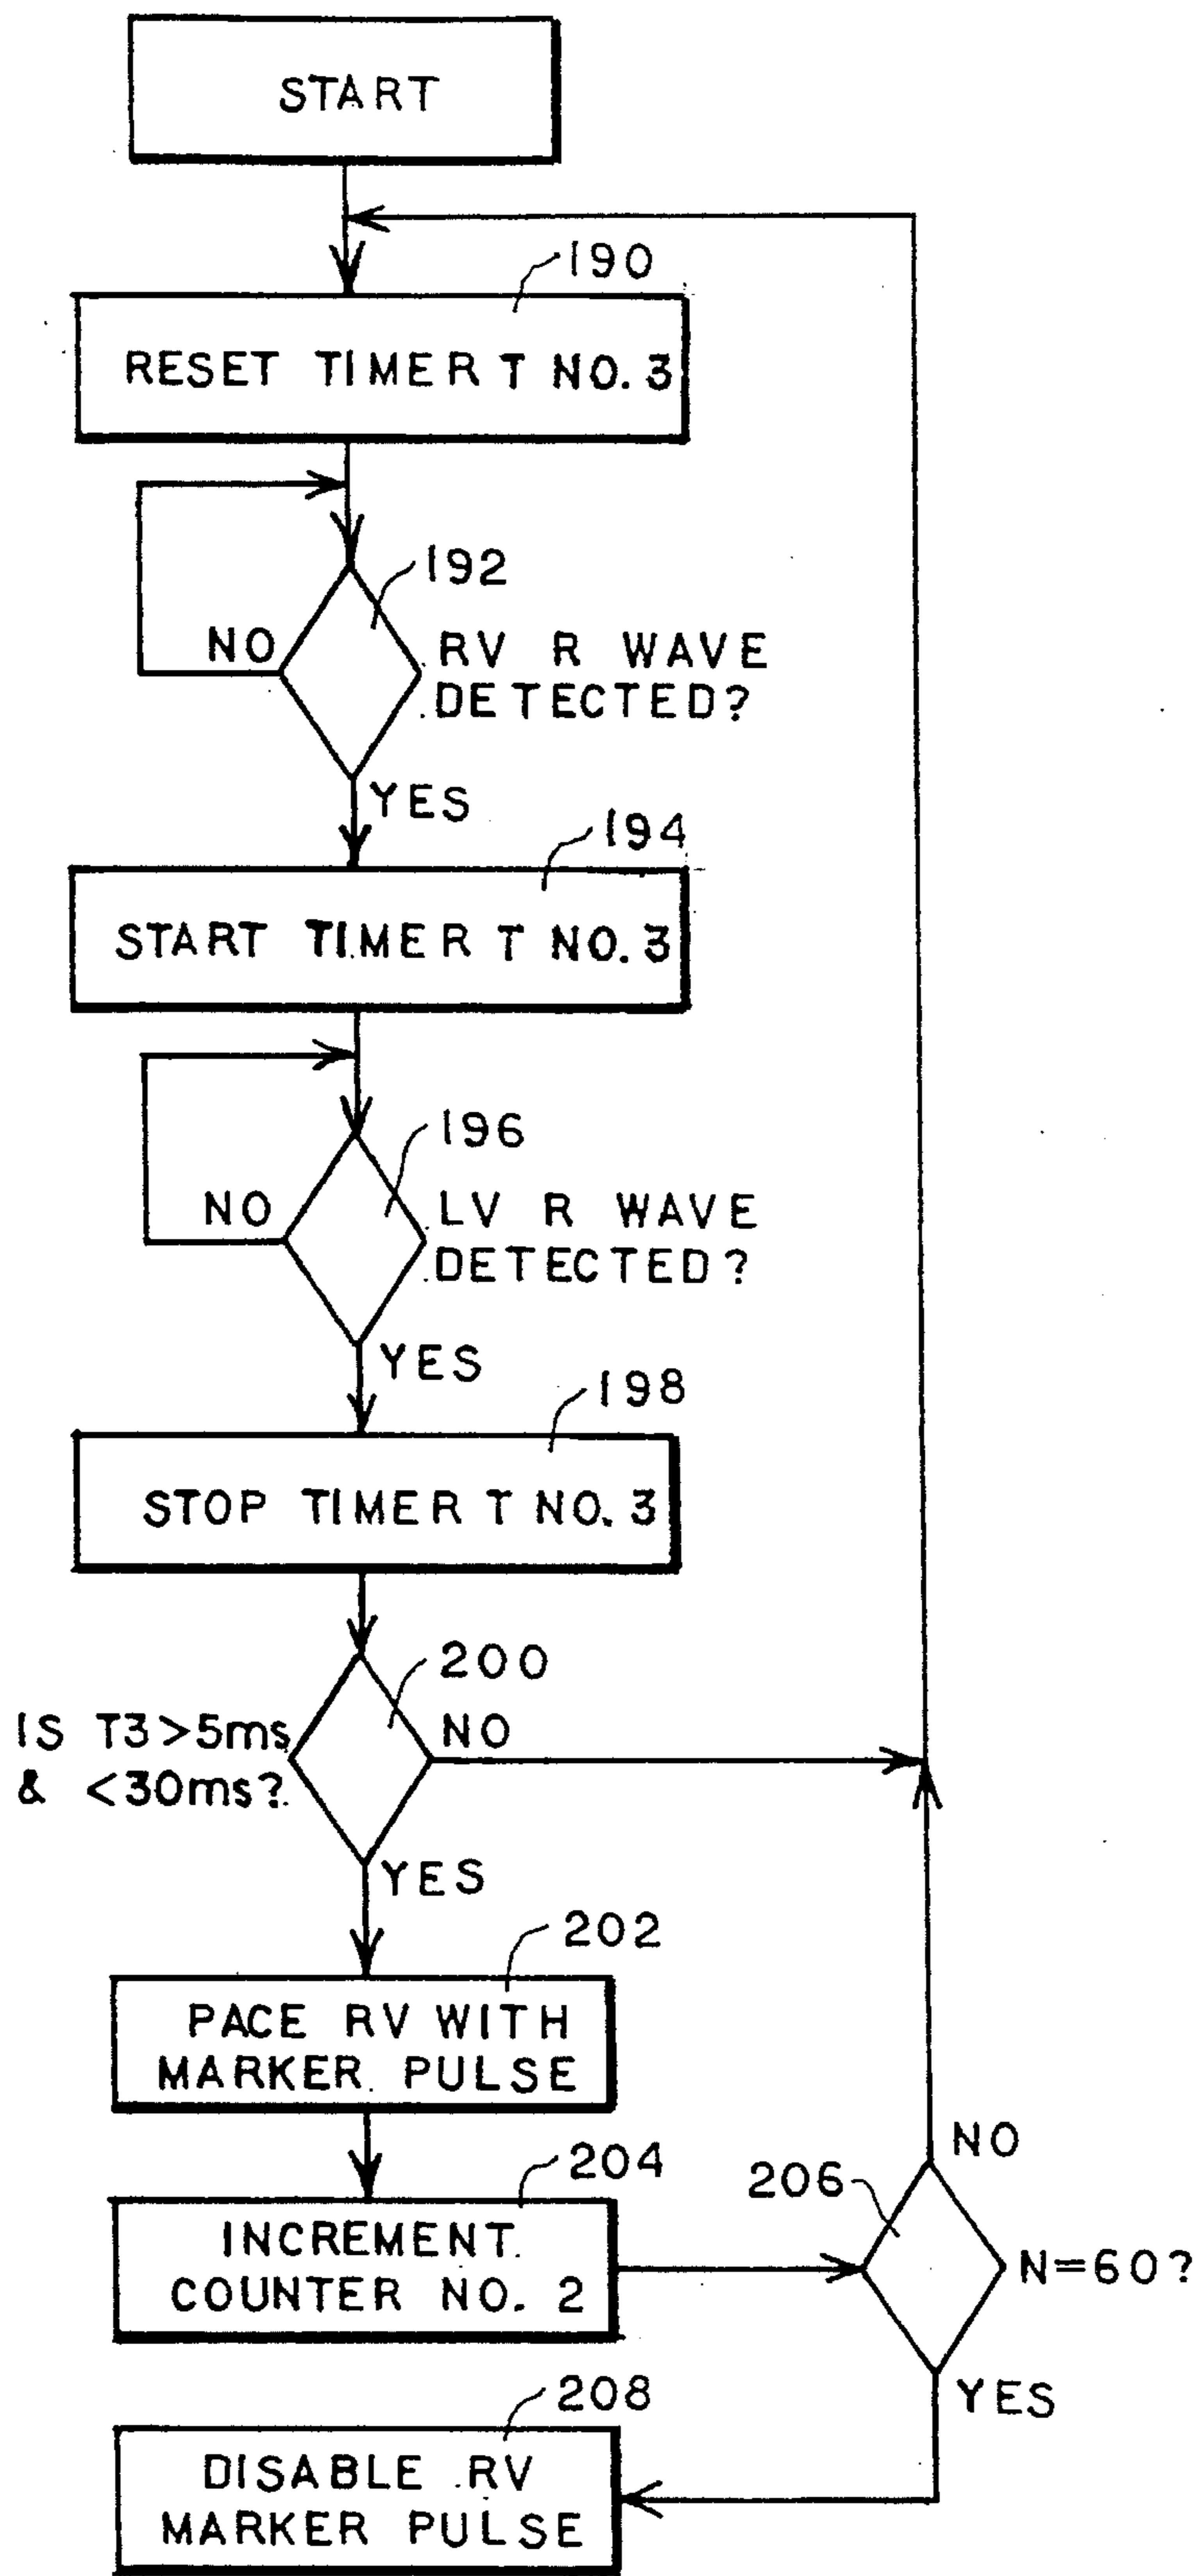 START
190
RESET TIMER T NO. 3
192
NO
RV R WAVE
DETECTED?
YES
194
START TIMER T NO. 3
196
NO
LV R WAVE
DETECTED?
YES
198
STOP TIMER T NO. 3
200
IS T3>5ms
& <30ms?
NO
YES
202
PACE RV WITH
MARKER PULSE
204
INCREMENT
COUNTER NO. 2
206
NO
N=60?
YES
208
DISABLE RV
MARKER PULSE